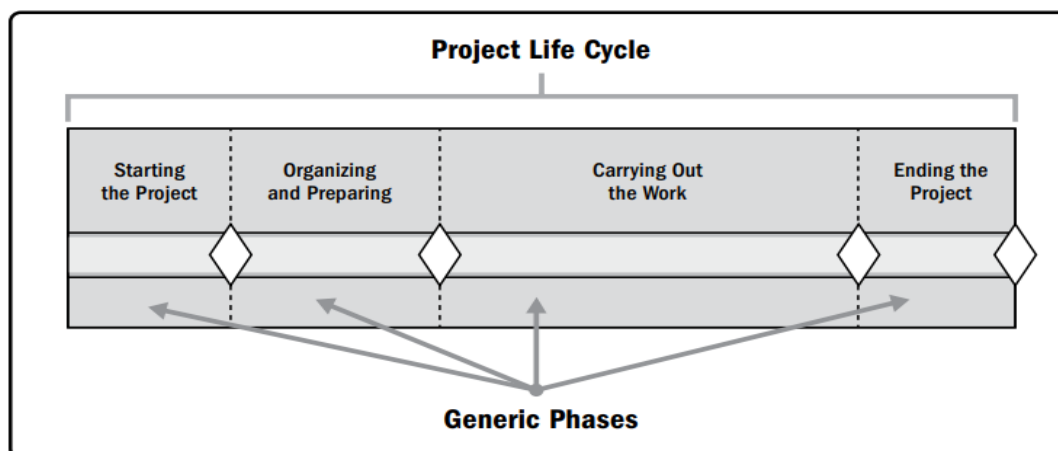 Project Life Cycle
Starting
the Project
Organizing
and Preparing
Carrying Out
the Work
Ending the
Project
Generic Phases